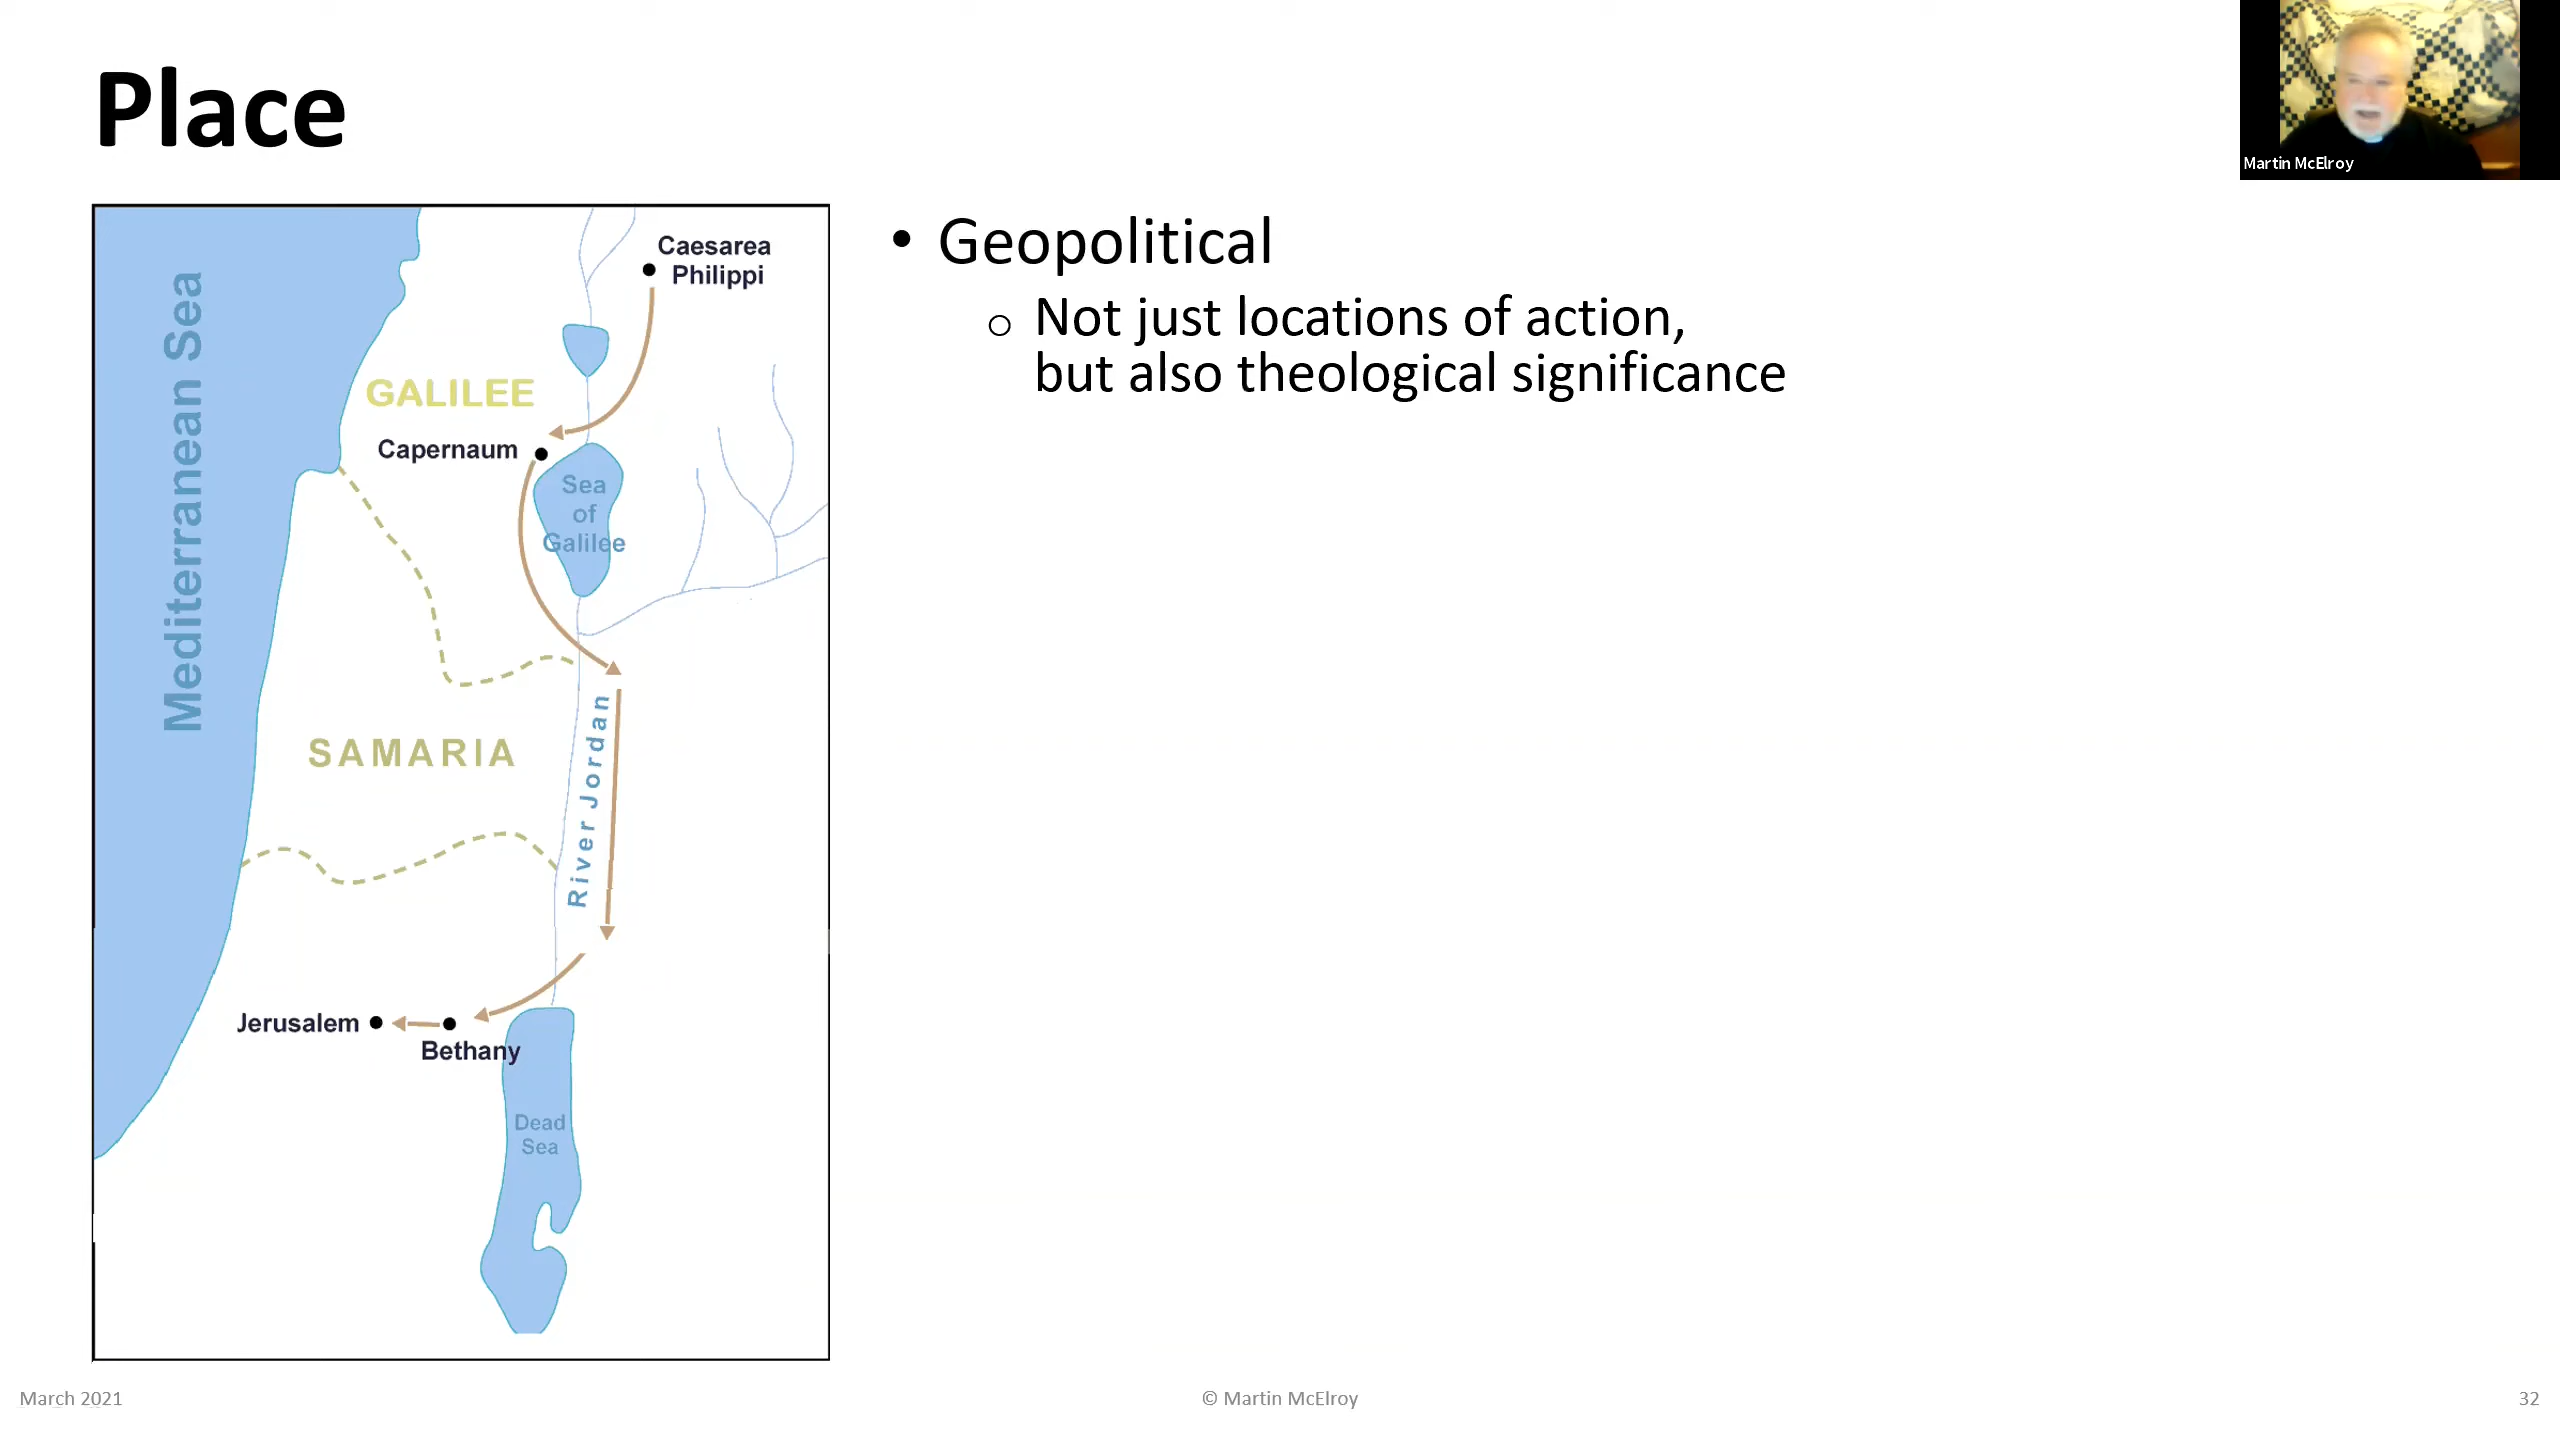 Place
Martin McElroy
Mediterranean Sea
Caesarea
Philippi
GALILEE
Capernaum
Sea
of
Galilee
SAMARIA
River Jordan
Jerusalem
Bethany
Dead
Sea
• Geopolitical
o Not just locations of action,
but also theological significance
March 2021
© Martin McElroy
32